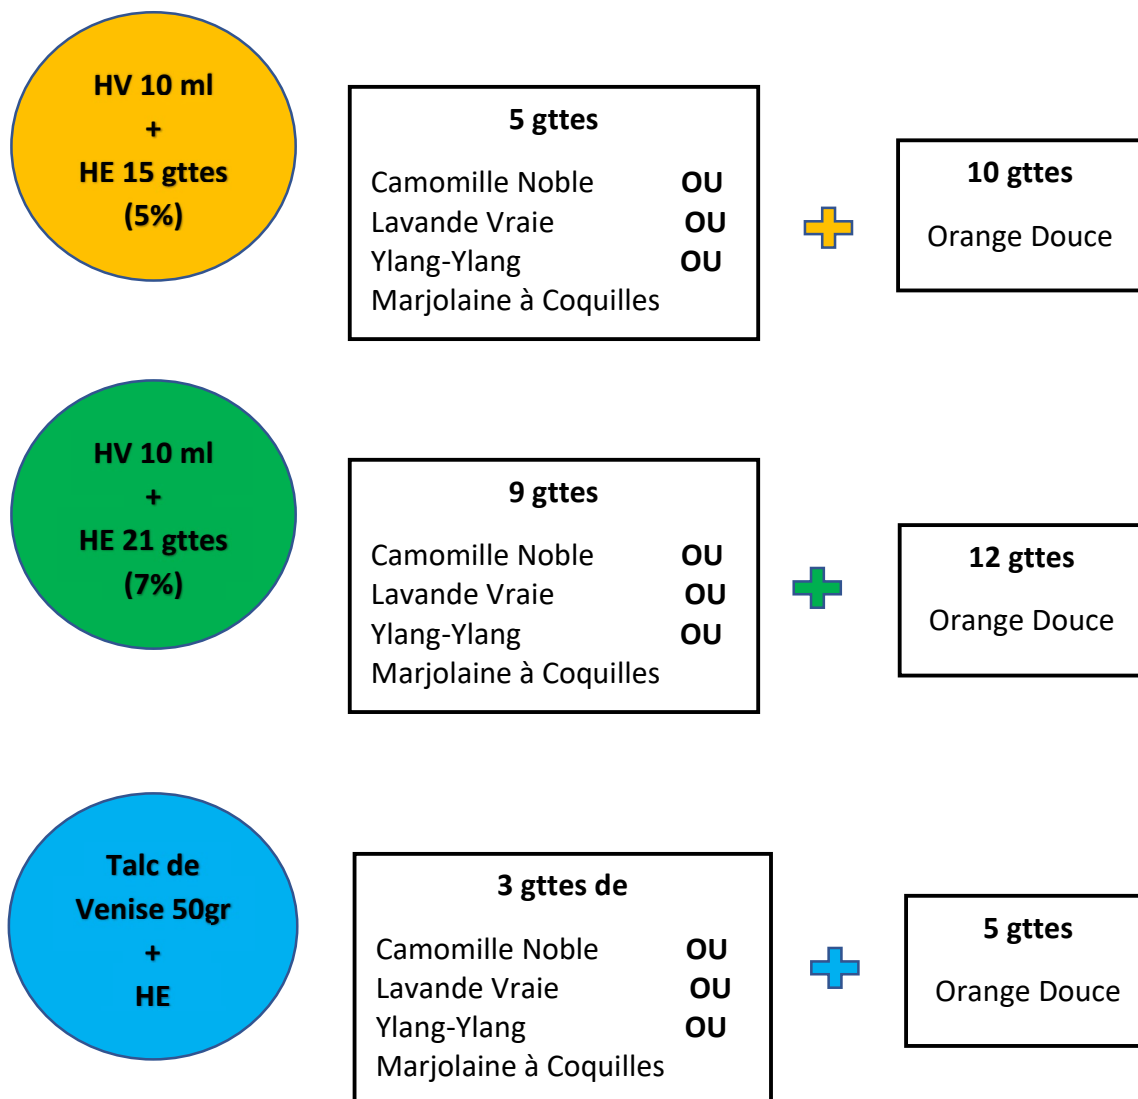 HV 10 ml
+
HE 15 gttes
(5%)
5 gttes
Camomille Noble OU
Lavande Vraie OU
Ylang-Ylang OU
Marjolaine à Coquilles
10 gttes
Orange Douce
HV 10 ml
+
HE 21 gttes
(7%)
9 gttes
Camomille Noble OU
Lavande Vraie OU
Ylang-Ylang OU
Marjolaine à Coquilles
12 gttes
Orange Douce
Talc de
Venise 50gr
+
HE
3 gttes de
Camomille Noble OU
Lavande Vraie OU
Ylang-Ylang OU
Marjolaine à Coquilles
5 gttes
Orange Douce